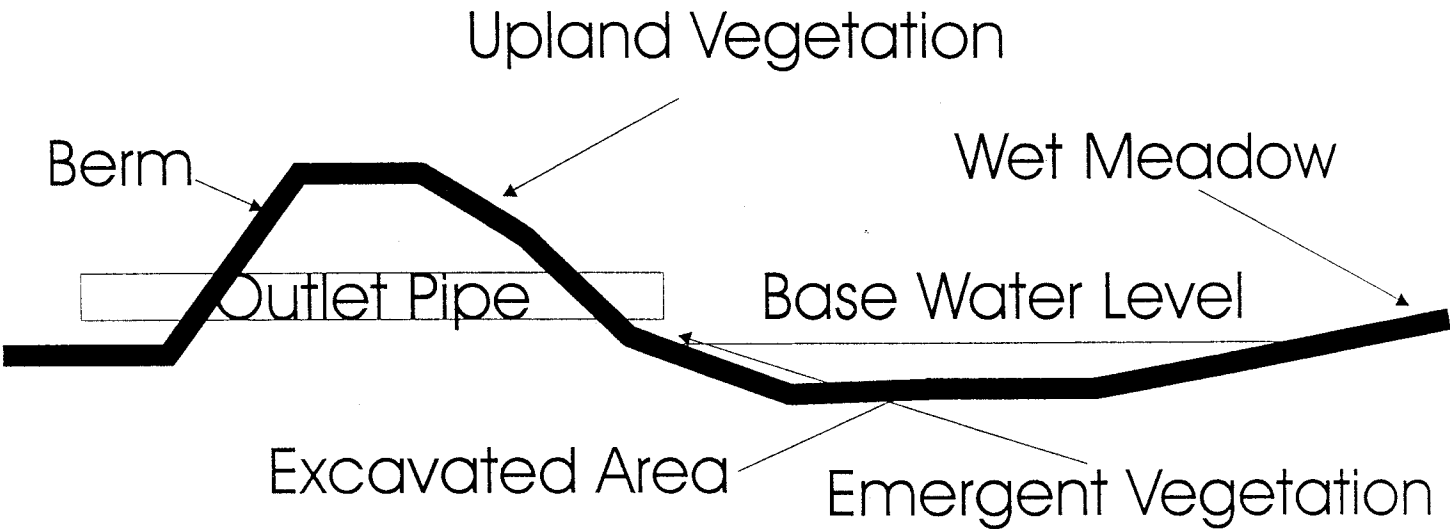 Upland Vegetation
Berm
Wet Meadow
Outlet Pipe
Base Water Level
Excavated Area
Emergent Vegetation